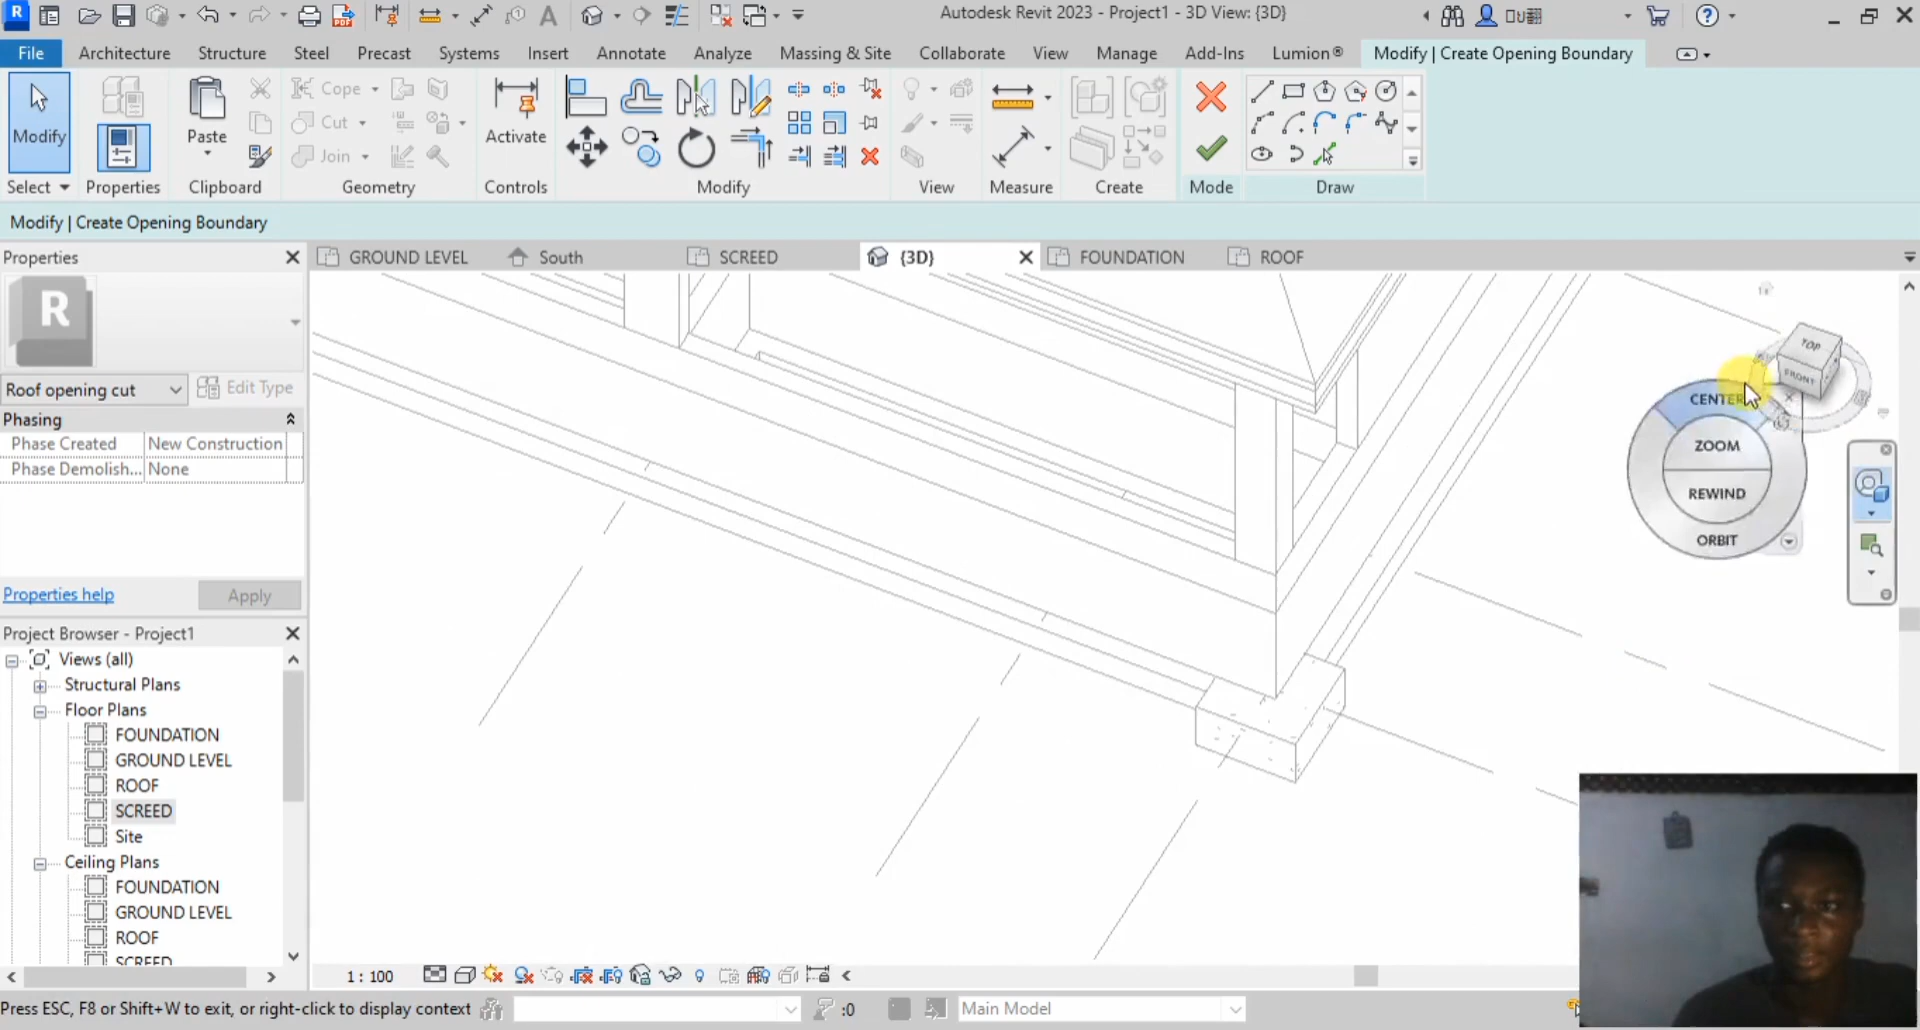 R
PDF
A
Autodesk Revit 2023 - Project1 - 3D View: {3D}
File
Architecture
Structure
Steel
Precast
Systems
Insert
Annotate
Analyze
Massing & Site
Collaborate
View
Manage
Add-Ins
Lumion®
Modify | Create Opening Boundary
Modify
Paste
Cope
Cut
Join
Activate
Select
Properties
Clipboard
Geometry
Controls
Modify
View
Measure
Create
Mode
Draw
Modify | Create Opening Boundary
Properties
GROUND LEVEL
South
SCREED
{3D}
FOUNDATION
ROOF
R
Roof opening cut
Edit Type
Phasing
Phase Created
New Construction
Phase Demolish...
None
Properties help
Apply
Project Browser - Project1
Views (all)
Structural Plans
Floor Plans
FOUNDATION
GROUND LEVEL
ROOF
SCREED
Site
Ceiling Plans
FOUNDATION
GROUND LEVEL
ROOF
SCREED
TOP
FRONT
CENTER
ZOOM
REWIND
ORBIT
1 : 100
Press ESC, F8 or Shift+W to exit, or right-click to display context
:0
Main Model